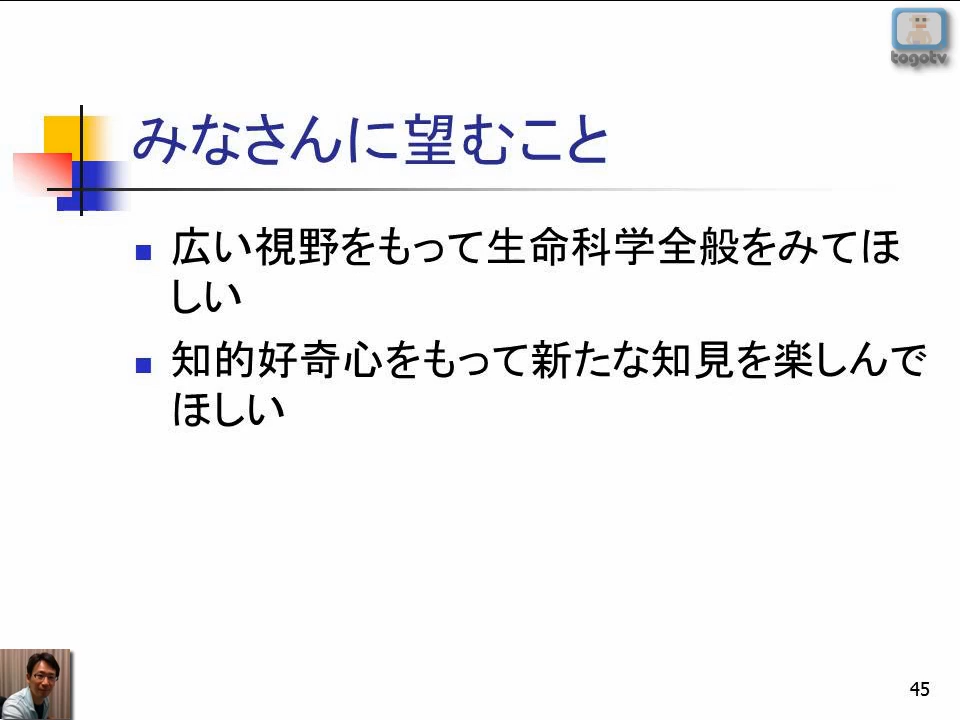 togotv
みなさんに望むこと
広い視野をもって生命科学全般をみてほ
しい
知的好奇心をもって新たな知見を楽しんで
ほしい
45